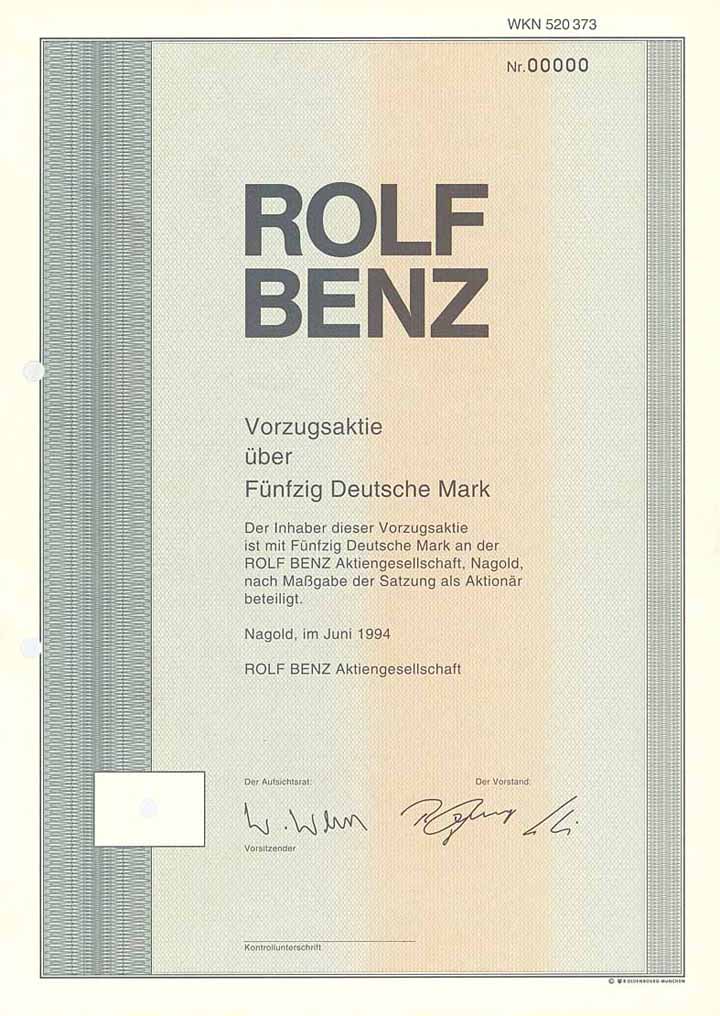 WKN 520 373
Nr. 00000
ROLF
BENZ
Vorzugsaktie
über
Fünfzig Deutsche Mark
Der Inhaber dieser Vorzugsaktie
ist mit Fünfzig Deutsche Mark an der
ROLF BENZ Aktiengesellschaft, Nagold,
nach Maßgabe der Satzung als Aktionär
beteiligt.
Nagold, im Juni 1994
ROLF BENZ Aktiengesellschaft
Der Aufsichtsrat: Der Vorstand:
Vorsitzender
Kontrollunterschrift
© R.OLDENBOURG MÜNCHEN